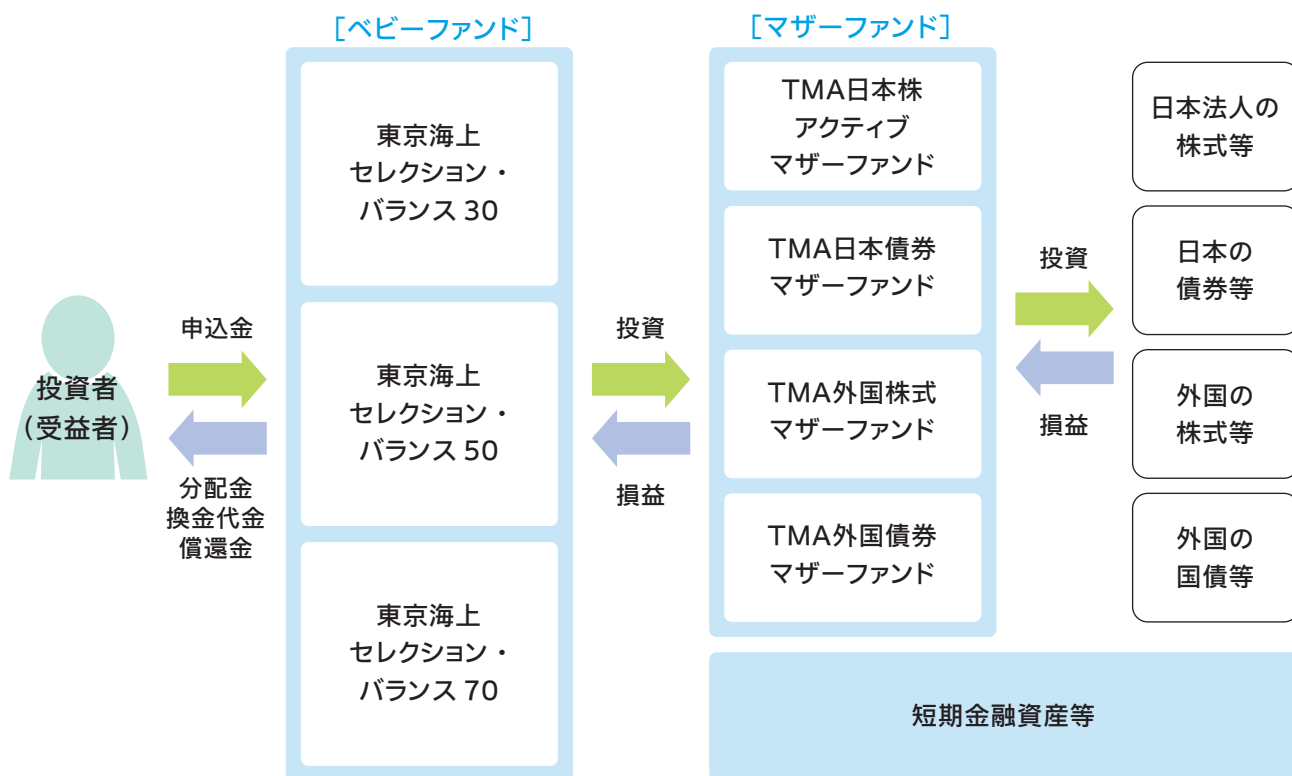 [ベビーファンド]
[マザーファンド]
投資者
(受益者)
申込金
分配金
換金代金
償還金
東京海上
セレクション・
バランス 30
東京海上
セレクション・
バランス 50
東京海上
セレクション・
バランス 70
投資
損益
TMA日本株
アクティブ
マザーファンド
TMA日本債券
マザーファンド
TMA外国株式
マザーファンド
TMA外国債券
マザーファンド
投資
損益
日本法人の
株式等
日本の
債券等
外国の
株式等
外国の
国債等
短期金融資産等